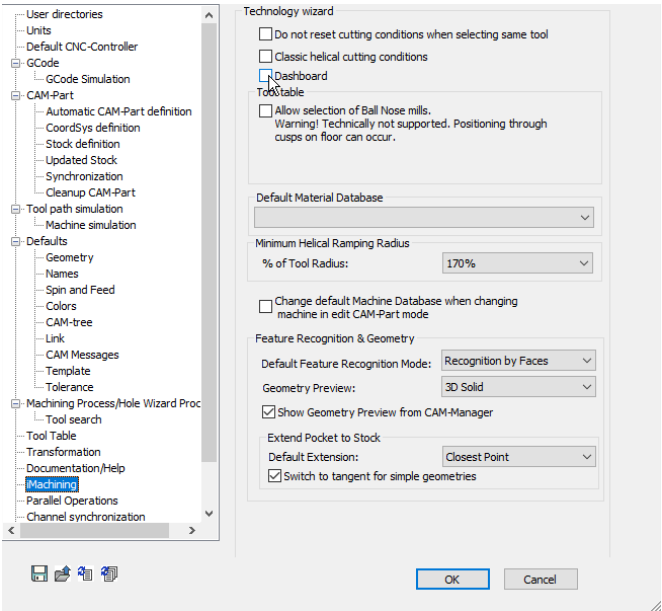 User directories
Units
Default CNC-Controller
GCode
GCode Simulation
CAM-Part
Automatic CAM-Part definition
CoordSys definition
Stock definition
Updated Stock
Synchronization
Cleanup CAM-Part
Tool path simulation
Machine simulation
Defaults
Geometry
Names
Spin and Feed
Colors
CAM-tree
Link
CAM Messages
Template
Tolerance
Machining Process/Hole Wizard Proc
Tool search
Tool Table
Transformation
Documentation/Help
iMachining
Parallel Operations
Channel synchronization
Technology wizard
Do not reset cutting conditions when selecting same tool
Classic helical cutting conditions
Dashboard
Tool table
Allow selection of Ball Nose mills.
Warning! Technically not supported. Positioning through
cusps on floor can occur.
Default Material Database
Minimum Helical Ramping Radius
% of Tool Radius: 170%
Change default Machine Database when changing
machine in edit CAM-Part mode
Feature Recognition & Geometry
Default Feature Recognition Mode: Recognition by Faces
Geometry Preview: 3D Solid
Show Geometry Preview from CAM-Manager
Extend Pocket to Stock
Default Extension: Closest Point
Switch to tangent for simple geometries
OK Cancel